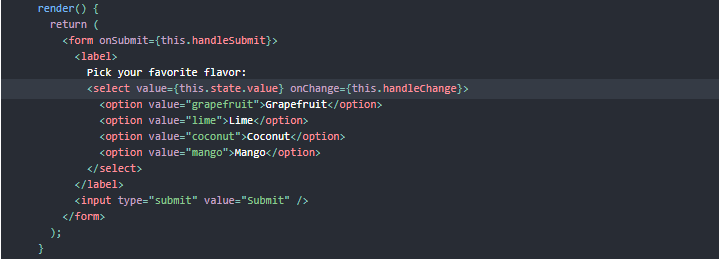 render() {
return (
<form onSubmit={this.handleSubmit}>
<label>
Pick your favorite flavor:
<select value={this.state.value} onChange={this.handleChange}>
<option value="grapefruit">Grapefruit</option>
<option value="lime">Lime</option>
<option value="coconut">Coconut</option>
<option value="mango">Mango</option>
</select>
</label>
<input type="submit" value="Submit" />
</form>
);
}